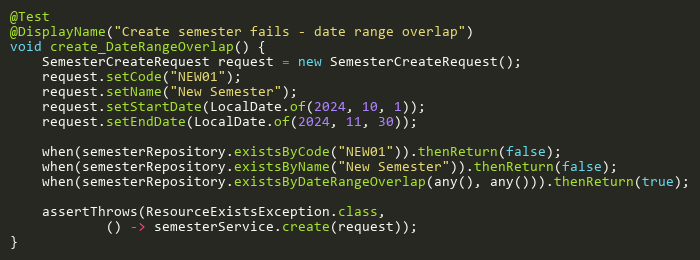 @Test
@DisplayName("Create semester fails - date range overlap")
void create_DateRangeOverlap() {
    SemesterCreateRequest request = new SemesterCreateRequest();
    request.setCode("NEW01");
    request.setName("New Semester");
    request.setStartDate(LocalDate.of(2024, 10, 1));
    request.setEndDate(LocalDate.of(2024, 11, 30));

    when(semesterRepository.existsByCode("NEW01")).thenReturn(false);
    when(semesterRepository.existsByName("New Semester")).thenReturn(false);
    when(semesterRepository.existsByDateRangeOverlap(any(), any())).thenReturn(true);

    assertThrows(ResourceExistsException.class,
            () -> semesterService.create(request));
}